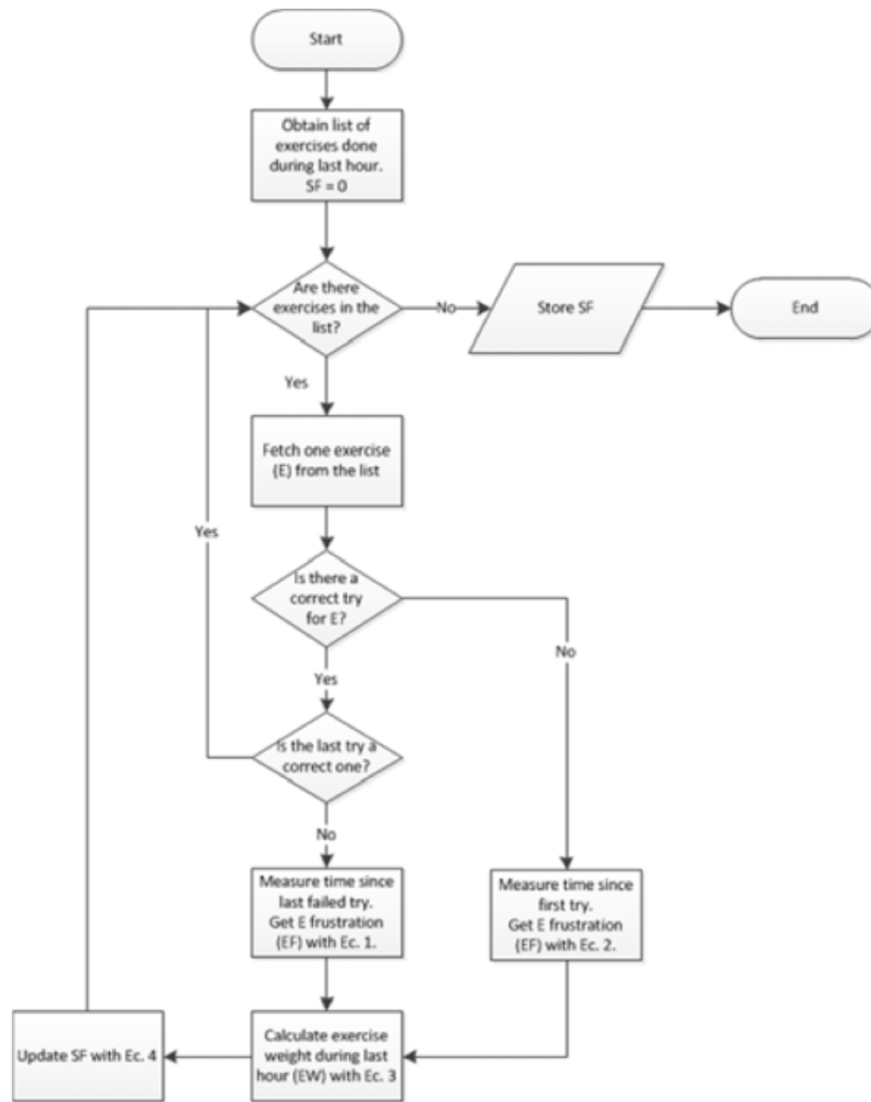 Start
Obtain list of
exercises done
during last hour.
SF = 0
Are there
exercises in the
list?
No
Store SF
End
Yes
Fetch one exercise
(E) from the list
Yes
Is there a
correct try
for E?
No
Yes
Is the last try a
correct one?
No
Measure time since
last failed try.
Get E frustration
(EF) with Ec. 1.
Measure time since
first try.
Get E frustration
(EF) with Ec. 2.
Update SF with Ec. 4
Calculate exercise
weight during last
hour (EW) with Ec. 3